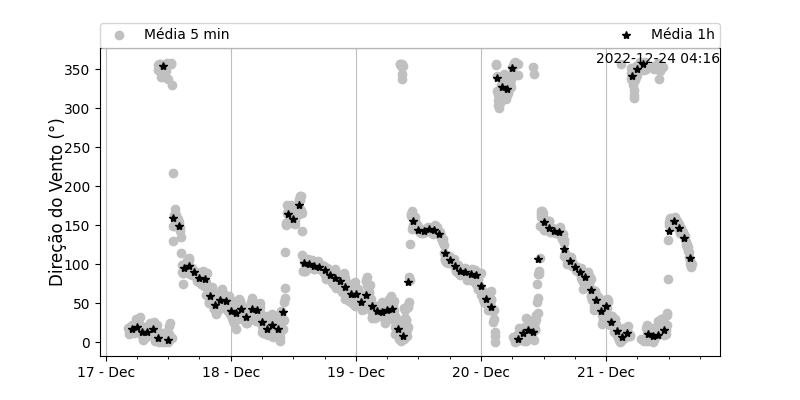 Média 5 min
Média 1h
2022-12-24 04:16
Direção do Vento (°)
350
300
250
200
150
100
50
0
17 - Dec
18 - Dec
19 - Dec
20 - Dec
21 - Dec